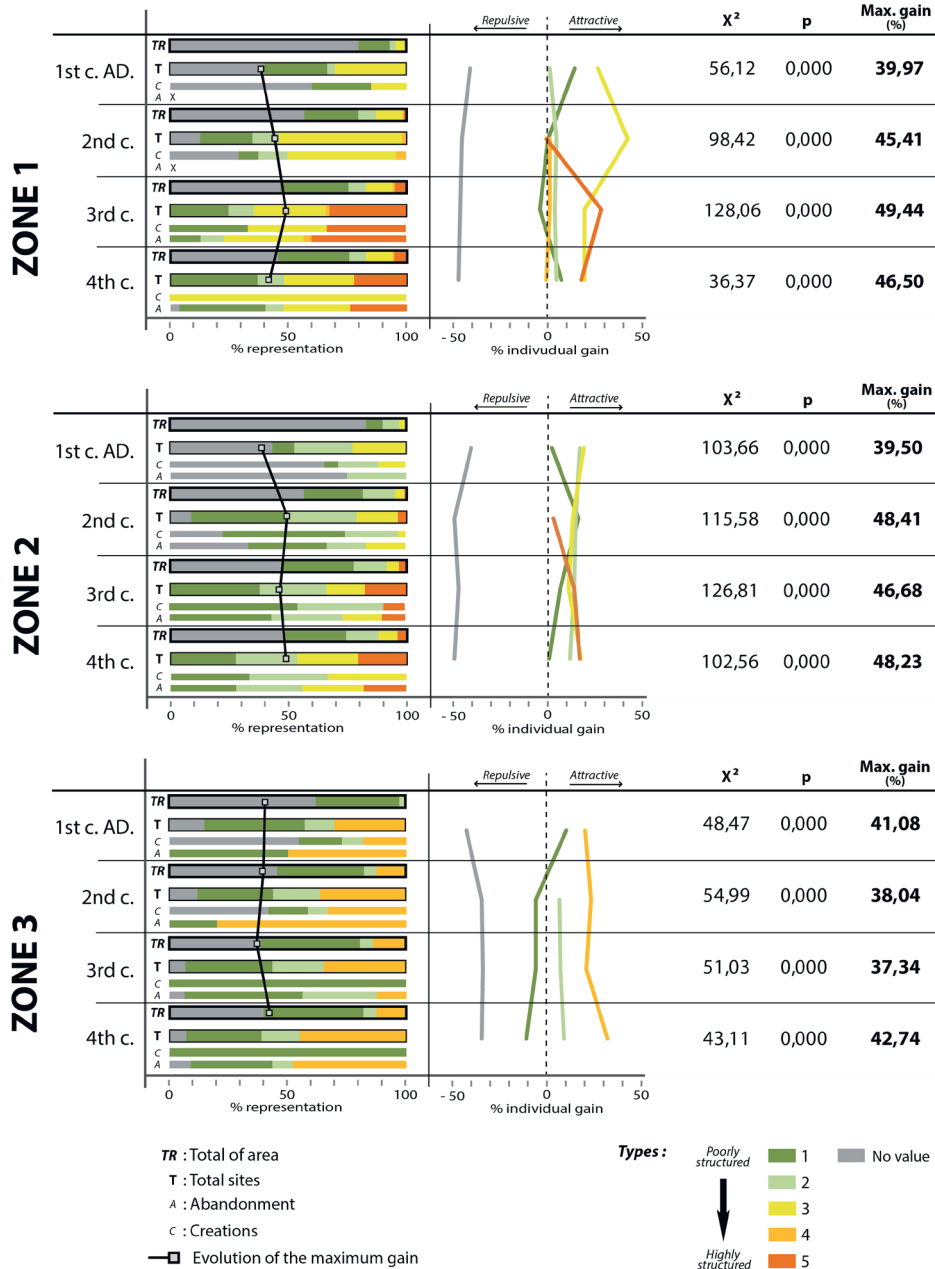 Repulsive Attractive X² p Max. gain
(%)
ZONE 1
1st c. AD. TR
T
C
A X
56,12 0,000 39,97
2nd c. TR
T
C
A X
98,42 0,000 45,41
3rd c. TR
T
C
A
128,06 0,000 49,44
4th c. TR
T
C
A
36,37 0,000 46,50
0 50 100 - 50 0 50
% representation % indivudual gain
Repulsive Attractive X² p Max. gain
(%)
ZONE 2
1st c. AD. TR
T
C
A
103,66 0,000 39,50
2nd c. TR
T
C
A
115,58 0,000 48,41
3rd c. TR
T
C
A
126,81 0,000 46,68
4th c. TR
T
C
A
102,56 0,000 48,23
0 50 100 - 50 0 50
% representation % individual gain
Repulsive Attractive X² p Max. gain
(%)
ZONE 3
1st c. AD. TR
T
C
A
48,47 0,000 41,08
2nd c. TR
T
C
A
54,99 0,000 38,04
3rd c. TR
T
C
A
51,03 0,000 37,34
4th c. TR
T
C
A
43,11 0,000 42,74
0 50 100 - 50 0 50
% representation % individual gain
TR : Total of area
T : Total sites
A : Abandonment
C : Creations
Evolution of the maximum gain
Types : Poorly
structured
Highly
structured
1
2
3
4
5
No value